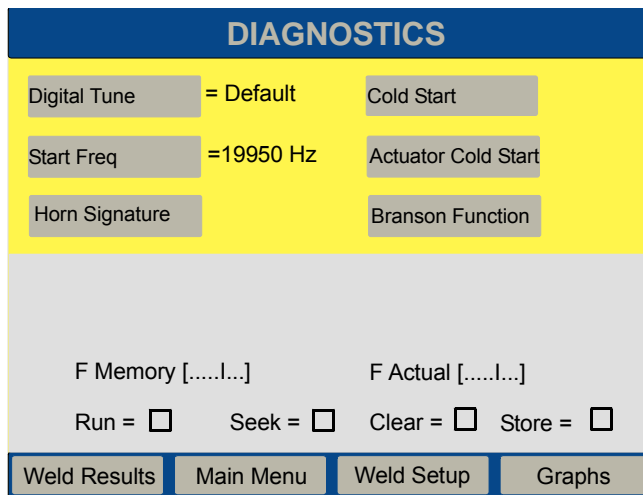 DIAGNOSTICS
Digital Tune = Default Cold Start
Start Freq =19950 Hz Actuator Cold Start
Horn Signature Branson Function
F Memory [.....I...] F Actual [.....I...]
Run = Seek = Clear = Store =
Weld Results Main Menu Weld Setup Graphs